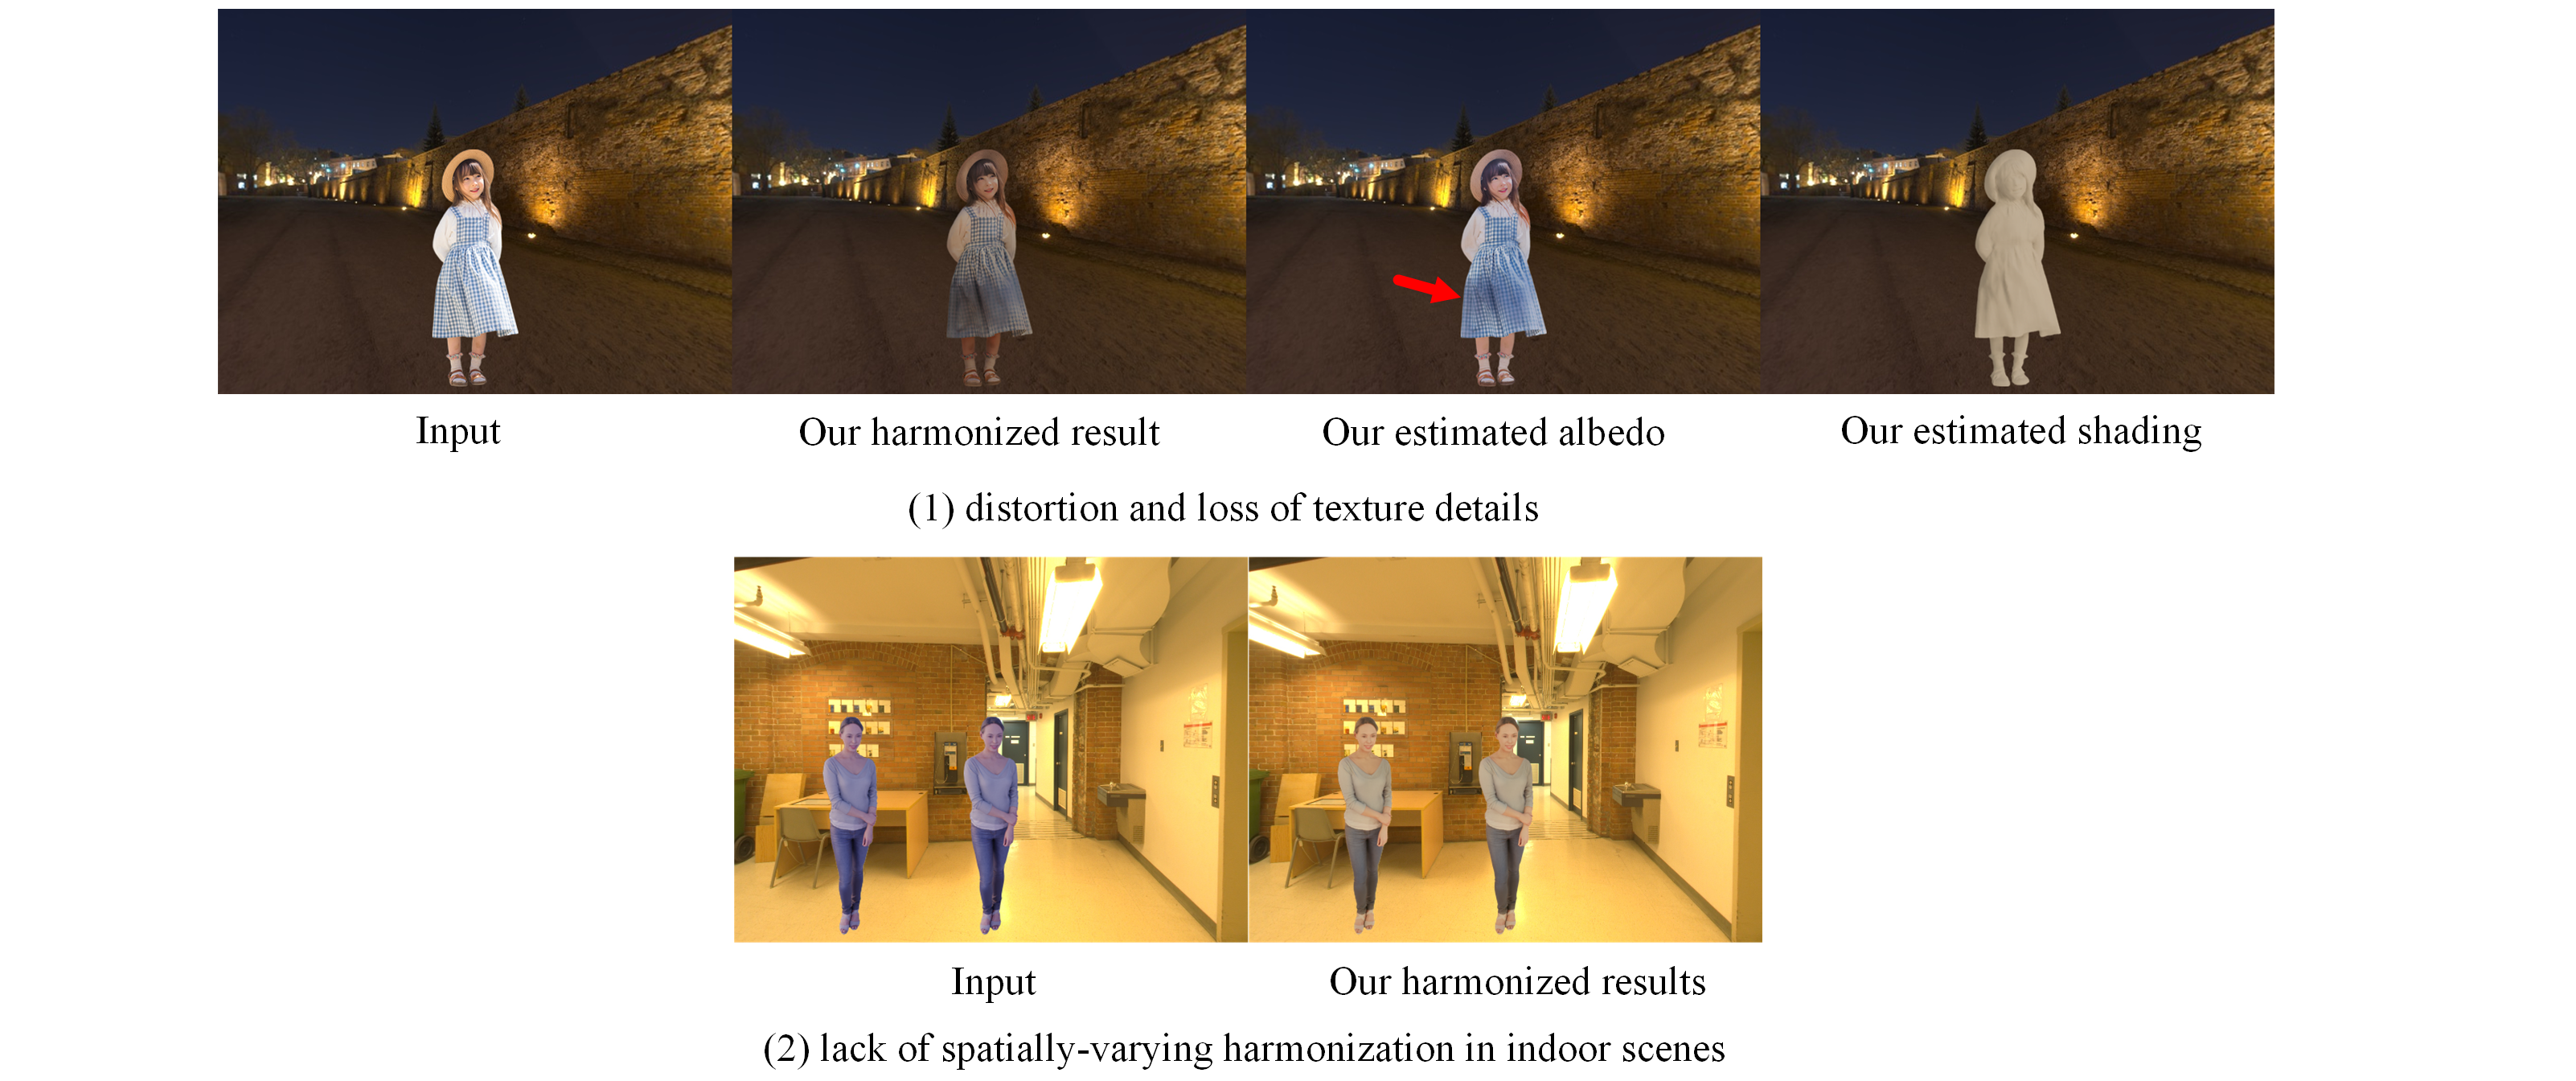 Input
Our harmonized result
Our estimated albedo
Our estimated shading
(1) distortion and loss of texture details
Input
Our harmonized results
(2) lack of spatially-varying harmonization in indoor scenes